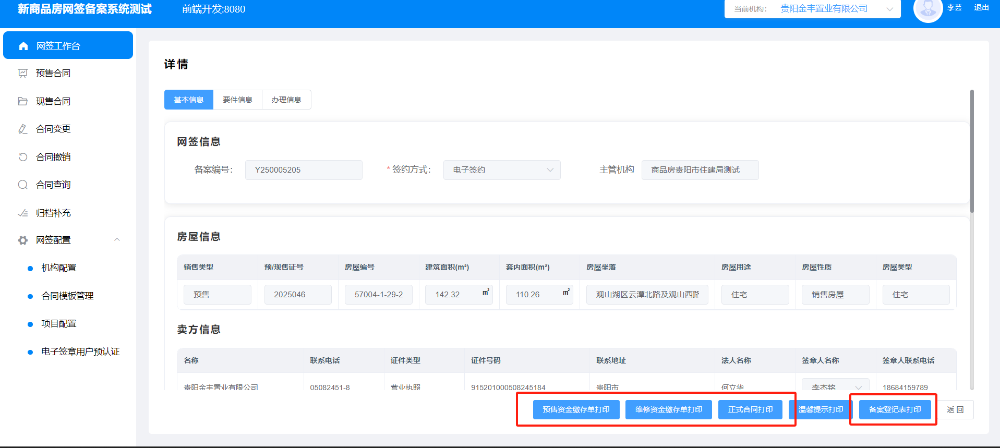 新商品房网签备案系统测试 前端开发:8080 当前机构： 贵阳金丰置业有限公司 李芸 退出
网签工作台
预售合同
现售合同
合同变更
合同撤销
合同查询
归档补充
网签配置
机构配置
合同模板管理
项目配置
电子签章用户预认证
详情
基本信息 要件信息 办理信息
网签信息
备案编号： Y250005205 * 签约方式： 电子签约 主管机构 商品房贵阳市住建局测试
房屋信息
销售类型 预/现售证号 房屋编号 建筑面积(m²) 套内面积(m²) 房屋坐落 房屋用途 房屋性质 房屋类型
预售 2025046 57004-1-29-2 142.32 ㎡ 110.26 ㎡ 观山湖区云潭北路及观山西路 住宅 销售房屋 住宅
卖方信息
名称 联系电话 证件类型 证件号码 联系地址 法人名称 签章人名称 签章人联系电话
贵阳金丰置业有限公司 05082451-8 营业执照 915201000508245184 贵阳市 何立华 李杰铭 18684159789
预售资金缴存单打印 维修资金缴存单打印 正式合同打印 温馨提示打印 备案登记表打印 返 回